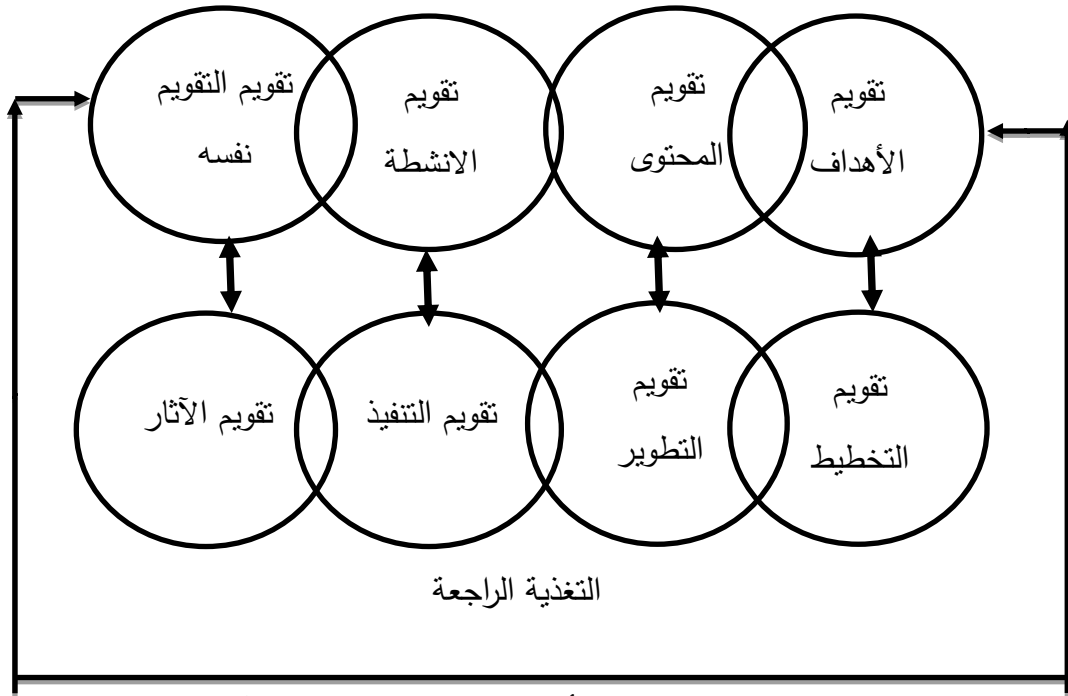 تقويم
الأهداف
تقويم
المحتوى
تقويم
الانشطة
تقويم التقويم
نفسه
تقويم
التخطيط
تقويم
التطوير
تقويم التنفيذ
تقويم الآثار
التغذية الراجعة